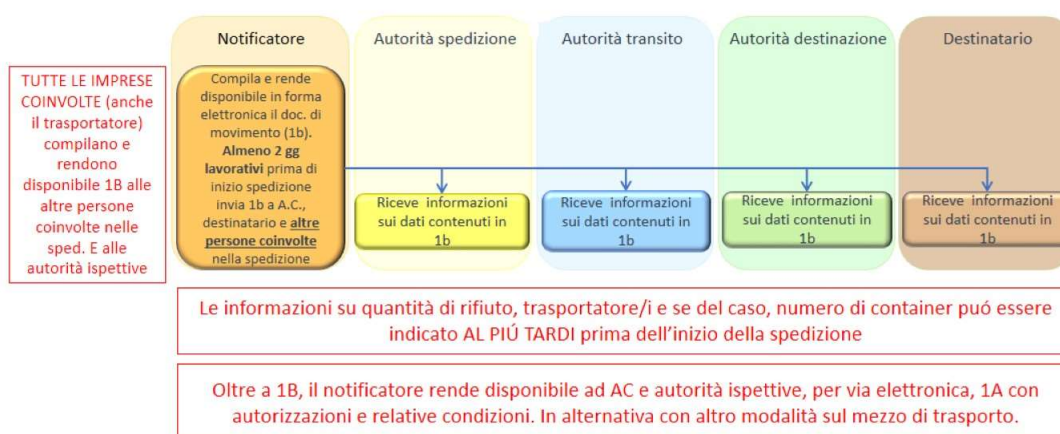 Notificatore
Autorità spedizione
Autorità transito
Autorità destinazione
Destinatario
TUTTE LE IMPRESE
COINVOLTE (anche
il trasportatore)
compilano e
rendono
disponibile 1B alle
altre persone
coinvolte nelle
sped. E alle
autorità ispettive
Compila e rende
disponibile in forma
elettronica il doc. di
movimento (1b).
Almeno 2 gg
lavorativi prima di
inizio spedizione
invia 1b a A.C.,
destinatario e altre
persone coinvolte
nella spedizione
Riceve informazioni
sui dati contenuti in
1b
Riceve informazioni
sui dati contenuti in
1b
Riceve informazioni
sui dati contenuti in
1b
Riceve informazioni
sui dati contenuti in
1b
Le informazioni su quantità di rifiuto, trasportatore/i e se del caso, numero di container puó essere
indicato AL PIÚ TARDI prima dell'inizio della spedizione
Oltre a 1B, il notificatore rende disponibile ad AC e autorità ispettive, per via elettronica, 1A con
autorizzazioni e relative condizioni. In alternativa con altro modalità sul mezzo di trasporto.